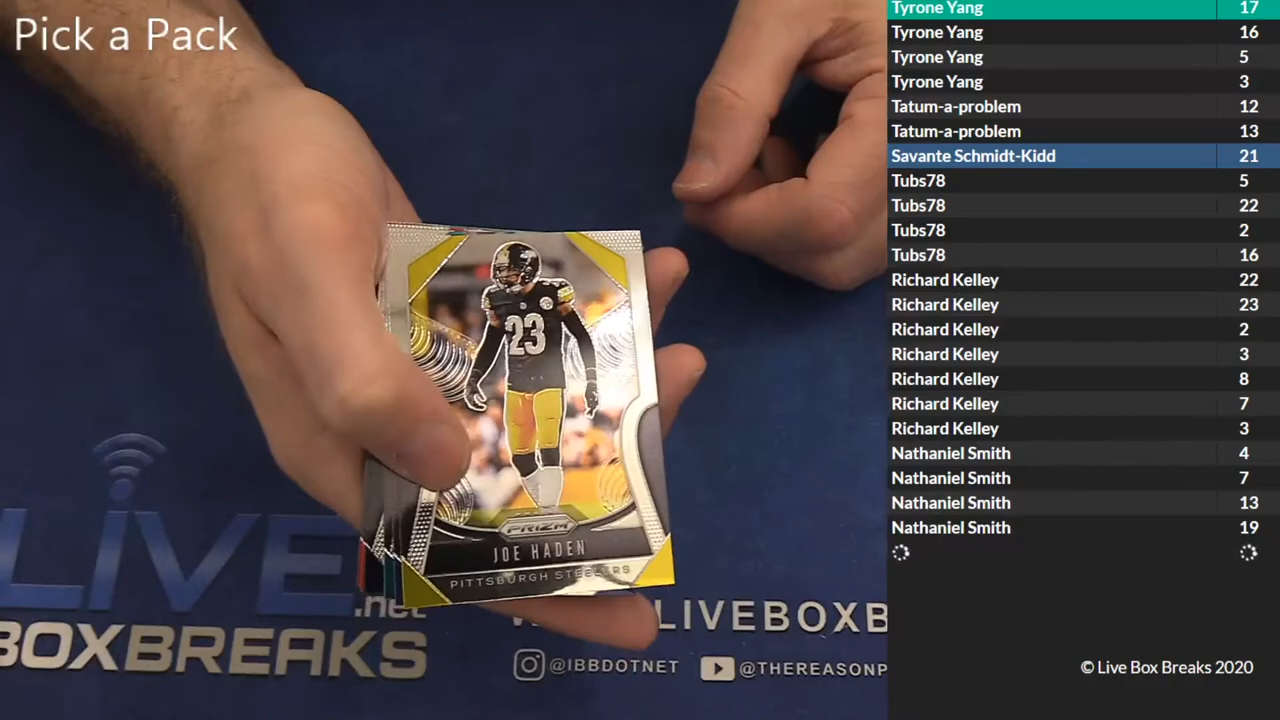 Pick a Pack
23
PRIZM
JOE HADEN
PITTSBURGH STEELERS
LIVE
.net
BOXBREAKS
LIVEBOXB
@IBBDOTNET
@THEREASONP
Tyrone Yang 17
Tyrone Yang 16
Tyrone Yang 5
Tyrone Yang 3
Tatum-a-problem 12
Tatum-a-problem 13
Savante Schmidt-Kidd 21
Tubs78 5
Tubs78 22
Tubs78 2
Tubs78 16
Richard Kelley 22
Richard Kelley 23
Richard Kelley 2
Richard Kelley 3
Richard Kelley 8
Richard Kelley 7
Richard Kelley 3
Nathaniel Smith 4
Nathaniel Smith 7
Nathaniel Smith 13
Nathaniel Smith 19
© Live Box Breaks 2020